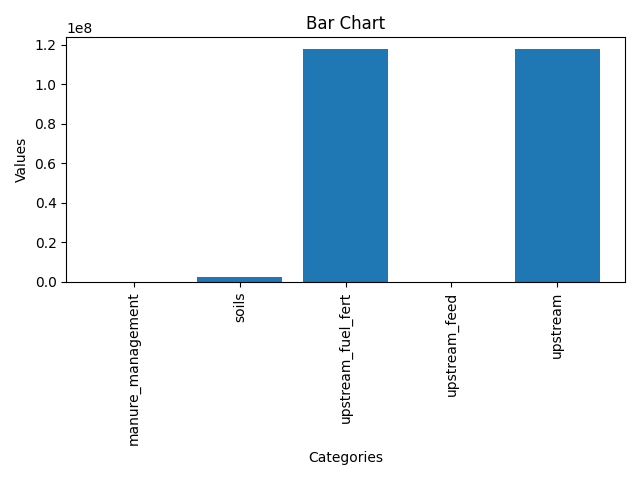 Bar Chart
1e8
1.2
1.0
0.8
0.6
0.4
0.2
0.0
Values
manure_management
soils
upstream_fuel_fert
upstream_feed
upstream
Categories